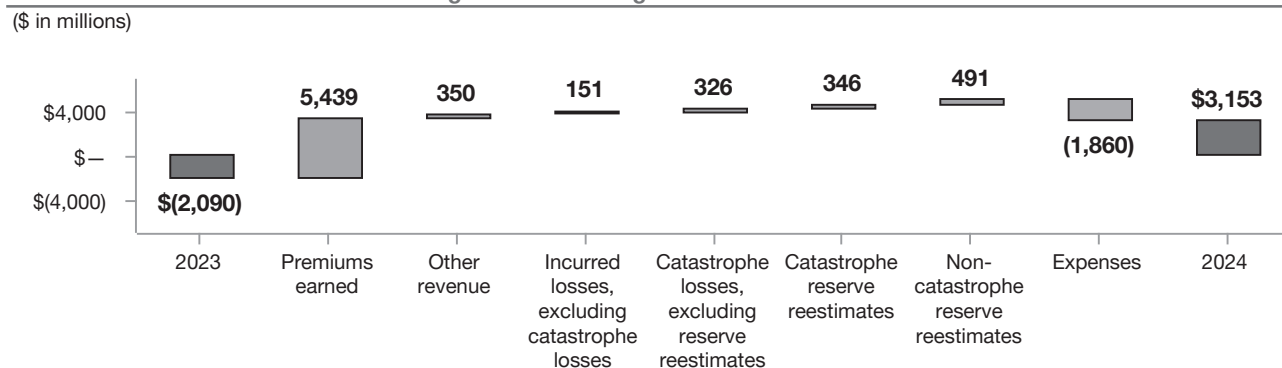 ($ in millions)
5,439 350 151 326 346 491 $3,153
$4,000
$— (1,860)
$(4,000) $(2,090)
2023 Premiums Other Incurred Catastrophe Catastrophe Non- Expenses 2024
earned revenue losses, losses, reserve catastrophe
excluding excluding reestimates reserve
catastrophe reserve reestimates
losses reestimates